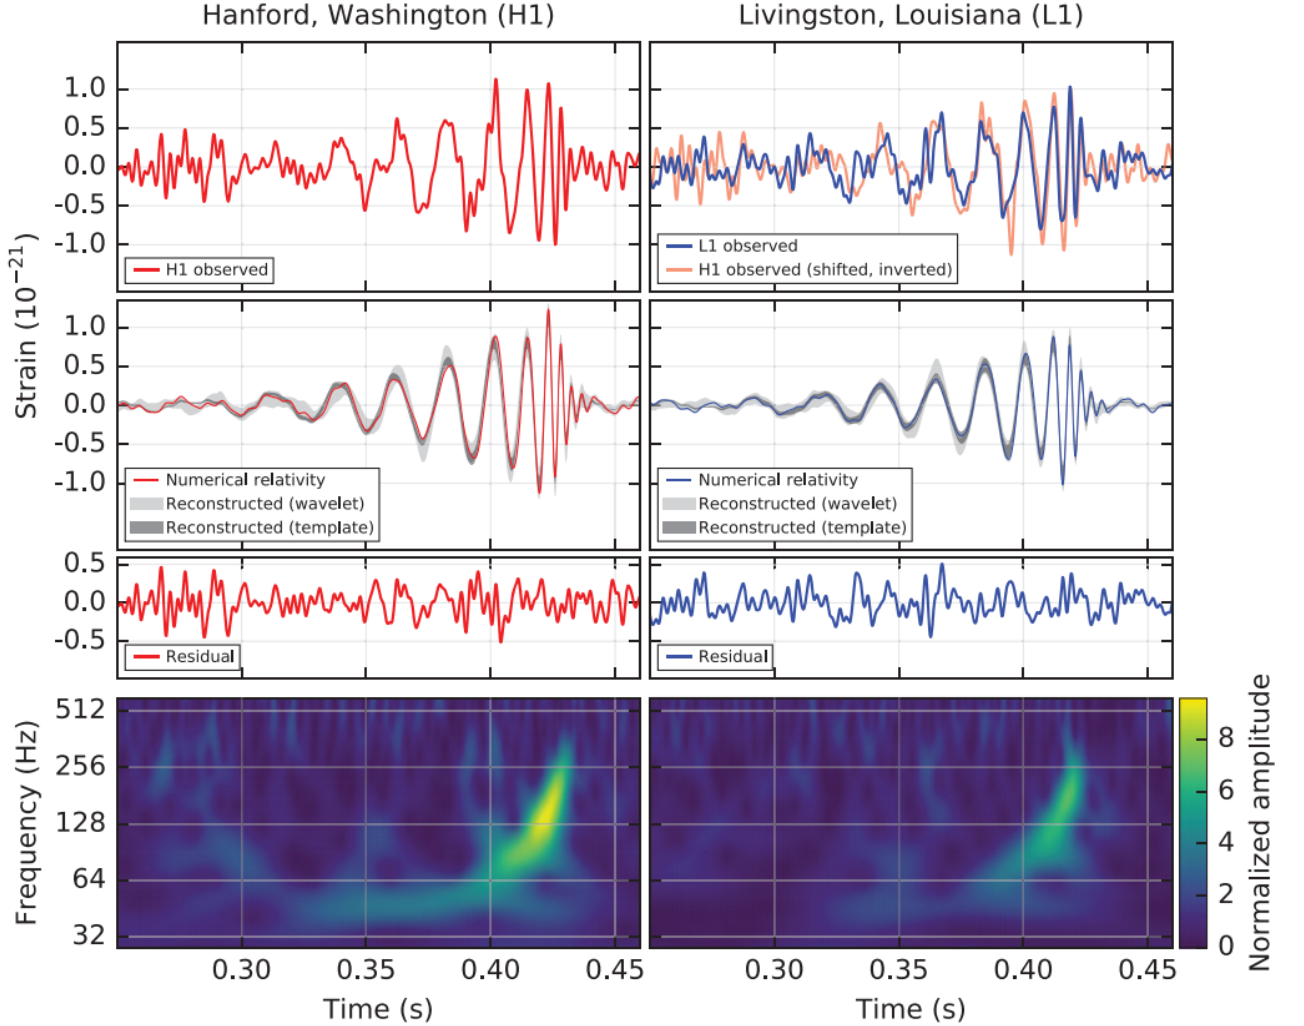 Hanford, Washington (H1)
Livingston, Louisiana (L1)
Strain (10⁻²¹)
1.0
0.5
0.0
-0.5
-1.0
H1 observed
L1 observed
H1 observed (shifted, inverted)
1.0
0.5
0.0
-0.5
-1.0
Numerical relativity
Reconstructed (wavelet)
Reconstructed (template)
Numerical relativity
Reconstructed (wavelet)
Reconstructed (template)
0.5
0.0
-0.5
Residual
Residual
Frequency (Hz)
512
256
128
64
32
Normalized amplitude
8
6
4
2
0
0.30 0.35 0.40 0.45
0.30 0.35 0.40 0.45
Time (s)
Time (s)